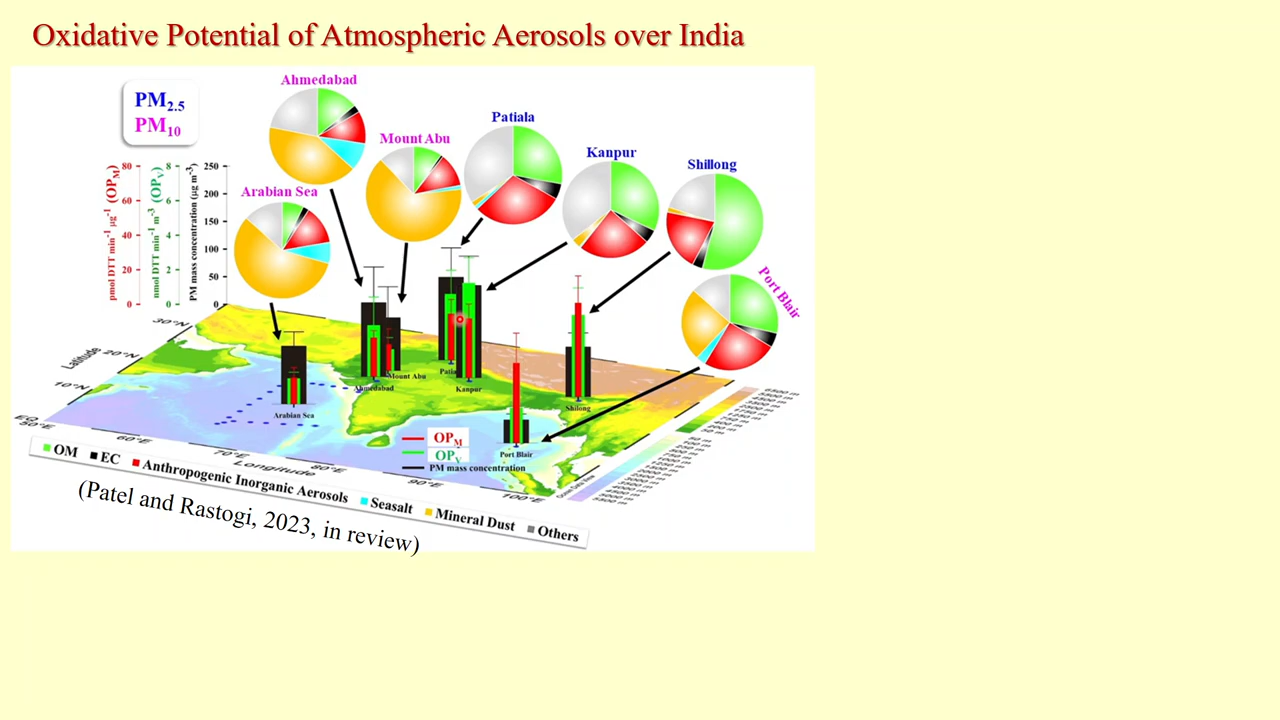 Oxidative Potential of Atmospheric Aerosols over India
PM2.5
PM10
Ahmedabad
Mount Abu
Patiala
Kanpur
Shillong
Arabian Sea
Port Blair
pmol DTT min-1 μg-1 (OPM)
80
60
40
20
0
nmol DTT min-1 m-3 (OPV)
8
6
4
2
0
PM mass concentration (μg m-3)
250
200
150
100
50
0
30°N
20°N
10°N
EQ
Latitude
50°E
60°E
70°E
80°E
90°E
100°E
Longitude
Arabian Sea
Ahmedabad
Mount Abu
Patia
Kanpur
Shilong
Port Blair
OPM
OPV
PM mass concentration
OM
EC
Anthropogenic Inorganic Aerosols
Seasalt
Mineral Dust
Others
(Patel and Rastogi, 2023, in review)